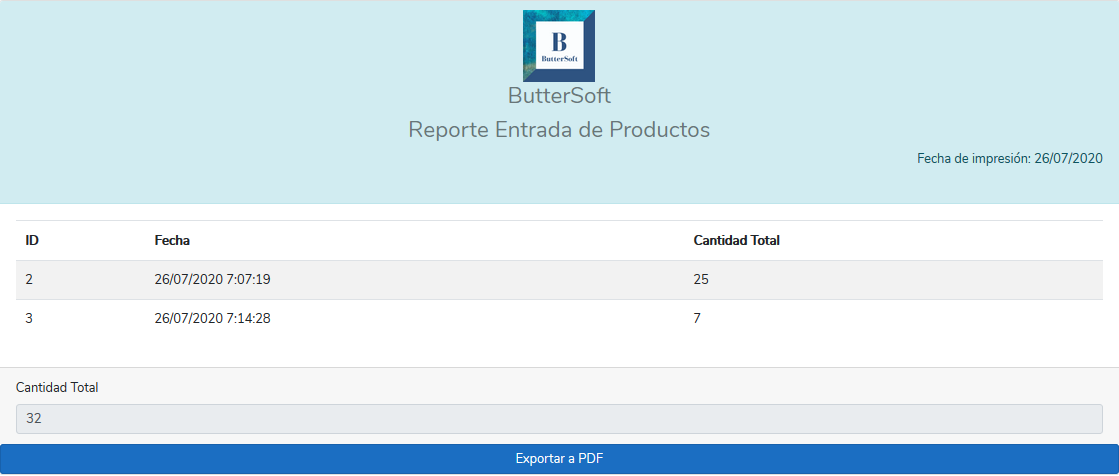 B
ButterSoft
ButterSoft
Reporte Entrada de Productos
Fecha de impresión: 26/07/2020
ID Fecha Cantidad Total
2 26/07/2020 7:07:19 25
3 26/07/2020 7:14:28 7
Cantidad Total
32
Exportar a PDF